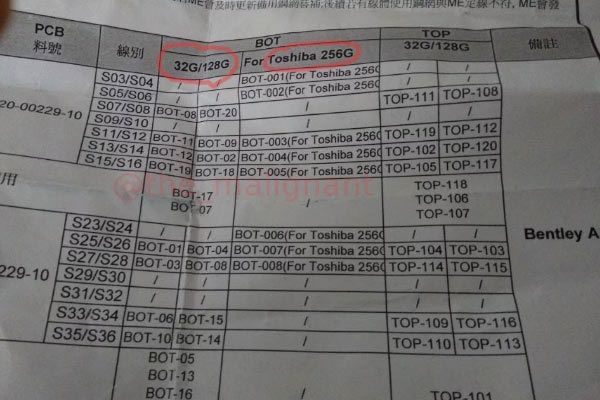 ME會及時更新備用鋼網 後續若有線體使用鋼網與ME定線不符, ME會發
PCB 料號 線別 BOT TOP 備註
32G/128G For Toshiba 256G 32G/128G
S03/S04 / / BOT-001(For Toshiba 256G / /
S05/S06 / / BOT-002(For Toshiba 256G / /
20-00229-10 S07/S08 BOT-08 BOT-20 / TOP-111 TOP-108
S09/S10 / / / / /
S11/S12 BOT-11 BOT-09 BOT-003(For Toshiba 256G TOP-119 TOP-112
S13/S14 BOT-12 BOT-02 BOT-004(For Toshiba 256G TOP-102 TOP-120
S15/S16 BOT-19 BOT-18 BOT-005(For Toshiba 256G TOP-105 TOP-117
@the_malignant
用 BOT-17 / TOP-118
BOT-07 TOP-106
TOP-107
S23/S24 / / BOT-006(For Toshiba 256G / / Bentley A
S25/S26 BOT-01 BOT-04 BOT-007(For Toshiba 256G TOP-104 TOP-103
229-10 S27/S28 BOT-03 BOT-08 BOT-008(For Toshiba 256G TOP-114 TOP-115
S29/S30 / / / / /
S31/S32 / / / / /
S33/S34 BOT-06 BOT-15 / TOP-109 TOP-116
S35/S36 BOT-10 BOT-14 / TOP-110 TOP-113
BOT-05
BOT-13 /
BOT-16 TOP-101